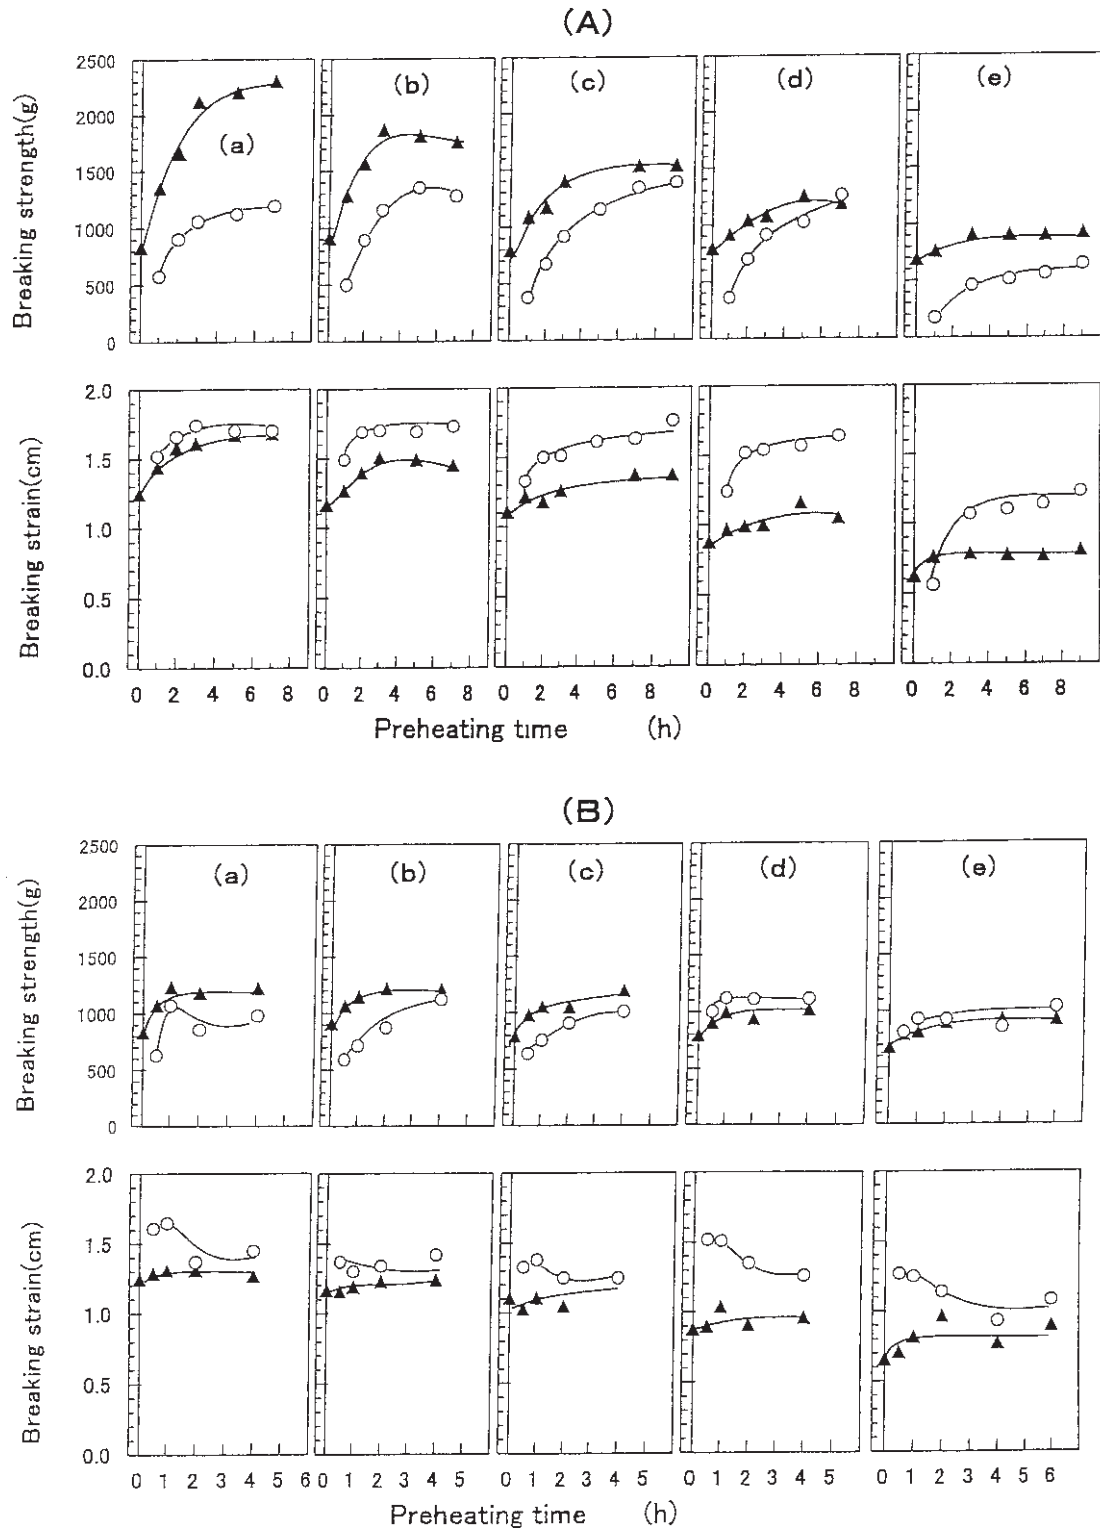 (A)
Breaking strength(g)
2500
2000
1500
1000
500
0
(a)
(b)
(c)
(d)
(e)
Breaking strain(cm)
2.0
1.5
1.0
0.5
0.0
0 2 4 6 8 0 2 4 6 8 0 2 4 6 8 0 2 4 6 8 0 2 4 6 8
Preheating time (h)
(B)
Breaking strength(g)
2500
2000
1500
1000
500
0
(a)
(b)
(c)
(d)
(e)
Breaking strain(cm)
2.0
1.5
1.0
0.5
0.0
0 1 2 3 4 5 6 0 1 2 3 4 5 0 1 2 3 4 5 0 1 2 3 4 5 0 1 2 3 4 5 6
Preheating time (h)